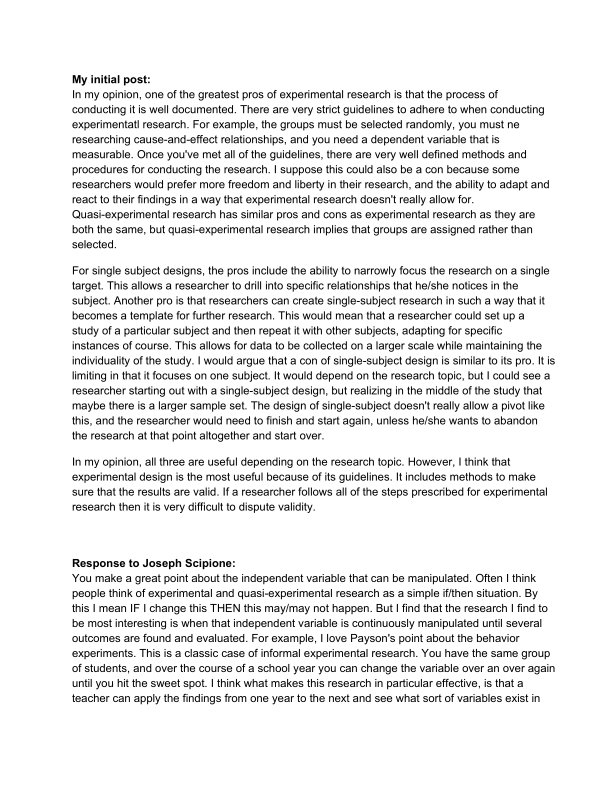 My initial post:
In my opinion, one of the greatest pros of experimental research is that the process of
conducting it is well documented. There are very strict guidelines to adhere to when conducting
experimentatl research. For example, the groups must be selected randomly, you must ne
researching cause-and-effect relationships, and you need a dependent variable that is
measurable. Once you've met all of the guidelines, there are very well defined methods and
procedures for conducting the research. I suppose this could also be a con because some
researchers would prefer more freedom and liberty in their research, and the ability to adapt and
react to their findings in a way that experimental research doesn't really allow for.
Quasi-experimental research has similar pros and cons as experimental research as they are
both the same, but quasi-experimental research implies that groups are assigned rather than
selected.
For single subject designs, the pros include the ability to narrowly focus the research on a single
target. This allows a researcher to drill into specific relationships that he/she notices in the
subject. Another pro is that researchers can create single-subject research in such a way that it
becomes a template for further research. This would mean that a researcher could set up a
study of a particular subject and then repeat it with other subjects, adapting for specific
instances of course. This allows for data to be collected on a larger scale while maintaining the
individuality of the study. I would argue that a con of single-subject design is similar to its pro. It is
limiting in that it focuses on one subject. It would depend on the research topic, but I could see a
researcher starting out with a single-subject design, but realizing in the middle of the study that
maybe there is a larger sample set. The design of single-subject doesn't really allow a pivot like
this, and the researcher would need to finish and start again, unless he/she wants to abandon
the research at that point altogether and start over.
In my opinion, all three are useful depending on the research topic. However, I think that
experimental design is the most useful because of its guidelines. It includes methods to make
sure that the results are valid. If a researcher follows all of the steps prescribed for experimental
research then it is very difficult to dispute validity.
Response to Joseph Scipione:
You make a great point about the independent variable that can be manipulated. Often I think
people think of experimental and quasi-experimental research as a simple if/then situation. By
this I mean IF I change this THEN this may/may not happen. But I find that the research I find to
be most interesting is when that independent variable is continuously manipulated until several
outcomes are found and evaluated. For example, I love Payson's point about the behavior
experiments. This is a classic case of informal experimental research. You have the same group
of students, and over the course of a school year you can change the variable over an over again
until you hit the sweet spot. I think what makes this research in particular effective, is that a
teacher can apply the findings from one year to the next and see what sort of variables exist in